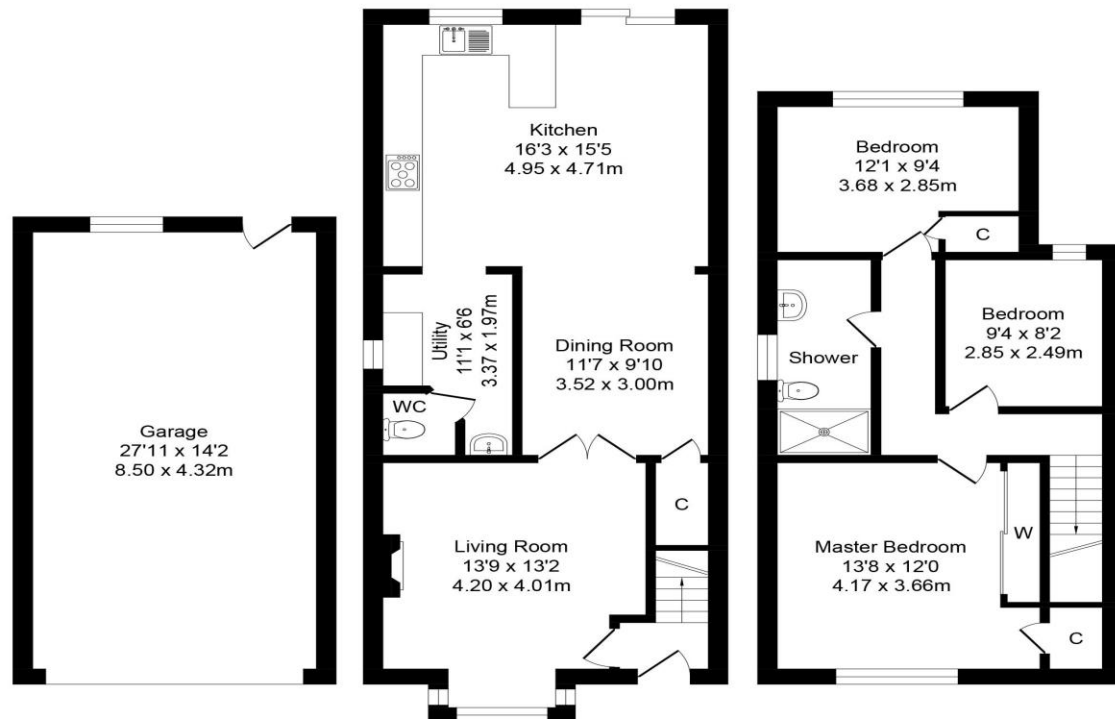 Garage
27'11 x 14'2
8.50 x 4.32m
Kitchen
16'3 x 15'5
4.95 x 4.71m
Utility
11'1 x 6'6
3.37 x 1.97m
WC
Dining Room
11'7 x 9'10
3.52 x 3.00m
Living Room
13'9 x 13'2
4.20 x 4.01m
C
Bedroom
12'1 x 9'4
3.68 x 2.85m
C
Shower
Bedroom
9'4 x 8'2
2.85 x 2.49m
Master Bedroom
13'8 x 12'0
4.17 x 3.66m
W
C